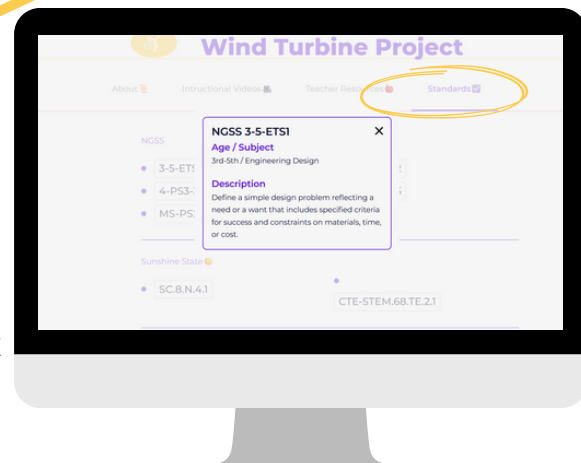 Wind Turbine Project
About
Intructional Videos
Teacher Resources
Standards
NGSS
NGSS 3-5-ETS1 X
Age / Subject
3rd-5th / Engineering Design
Description
Define a simple design problem reflecting a
need or a want that includes specified criteria
for success and constraints on materials, time,
or cost.
3-5-ETS
4-PS3-
MS-PS
Sunshine State
SC.8.N.4.1
CTE-STEM.68.TE.2.1